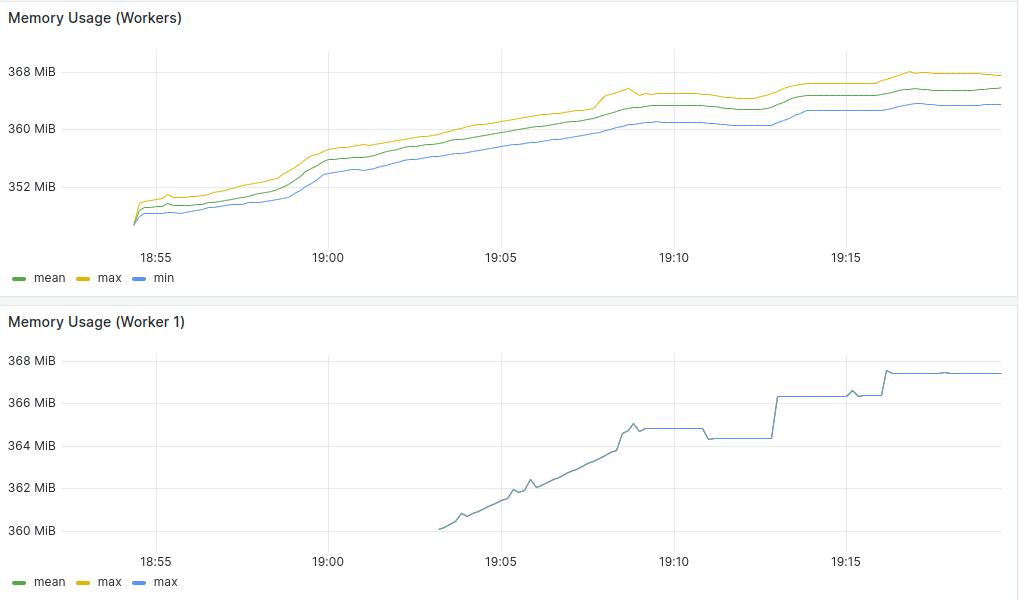 Memory Usage (Workers)
368 MiB
360 MiB
352 MiB
18:55 19:00 19:05 19:10 19:15
mean max min
Memory Usage (Worker 1)
368 MiB
366 MiB
364 MiB
362 MiB
360 MiB
18:55 19:00 19:05 19:10 19:15
mean max max